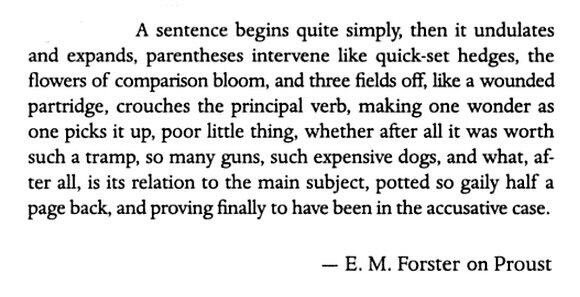 A sentence begins quite simply, then it undulates
and expands, parentheses intervene like quick-set hedges, the
flowers of comparison bloom, and three fields off, like a wounded
partridge, crouches the principal verb, making one wonder as
one picks it up, poor little thing, whether after all it was worth
such a tramp, so many guns, such expensive dogs, and what, af-
ter all, is its relation to the main subject, potted so gaily half a
page back, and proving finally to have been in the accusative case.
— E. M. Forster on Proust